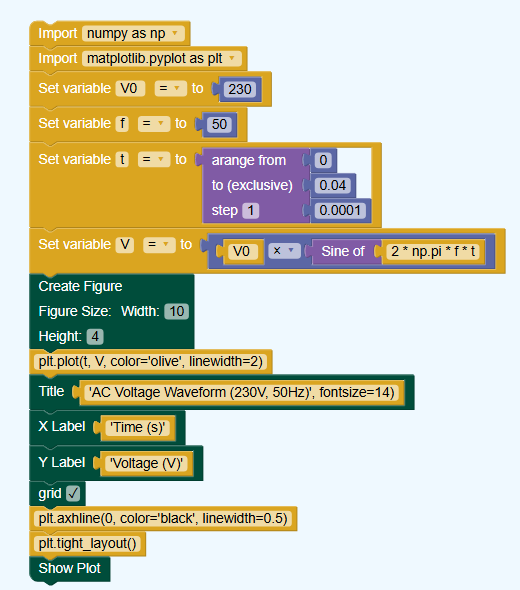 Import numpy as np
Import matplotlib.pyplot as plt
Set variable V0 = to 230
Set variable f = to 50
Set variable t = to arange from 0
to (exclusive) 0.04
step 1 0.0001
Set variable V = to V0 × Sine of 2 * np.pi * f * t
Create Figure
Figure Size: Width: 10
Height: 4
plt.plot(t, V, color='olive', linewidth=2)
Title 'AC Voltage Waveform (230V, 50Hz)', fontsize=14)
X Label 'Time (s)'
Y Label 'Voltage (V)'
grid ✓
plt.axhline(0, color='black', linewidth=0.5)
plt.tight_layout()
Show Plot